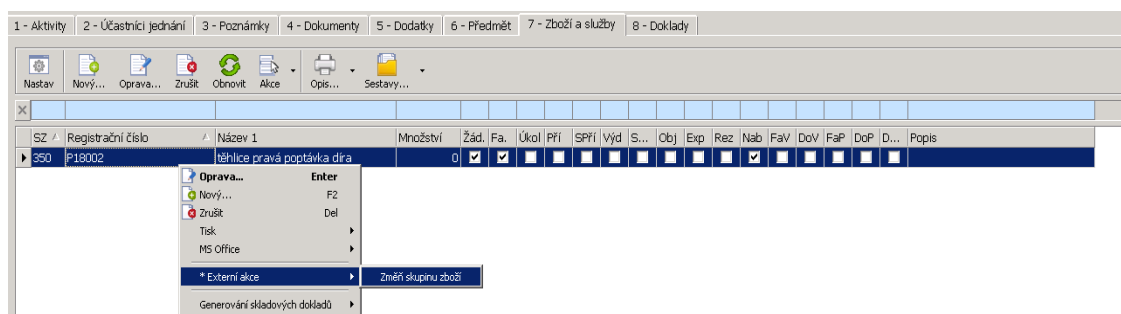 1 - Aktivity 2 - Účastníci jednání 3 - Poznámky 4 - Dokumenty 5 - Dodatky 6 - Předmět 7 - Zboží a služby 8 - Doklady
Nastav Nový... Oprava... Zrušit Obnovit Akce Opis... Sestavy...
SZ Registrační číslo Název 1 Množství Žád. Fa. Úkol Pří SPří Výd S... Obj Exp Rez Nab FaV DoV FaP DoP D... Popis
350 P18002 těhlice pravá poptávka díra 0
Oprava... Enter
Nový... F2
Zrušit Del
Tisk
MS Office
* Externí akce Změň skupinu zboží
Generování skladových dokladů